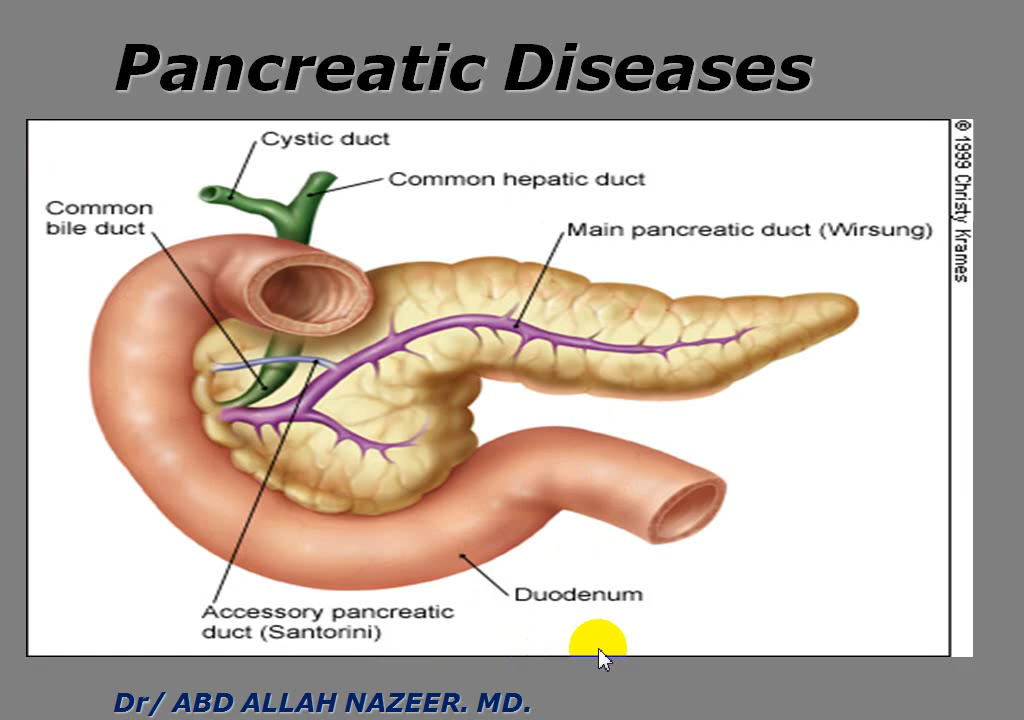 Pancreatic Diseases
Cystic duct
Common hepatic duct
Common
bile duct
Main pancreatic duct (Wirsung)
© 1999 Christy Krames
Duodenum
Accessory pancreatic
duct (Santorini)
Dr/ ABD ALLAH NAZEER. MD.